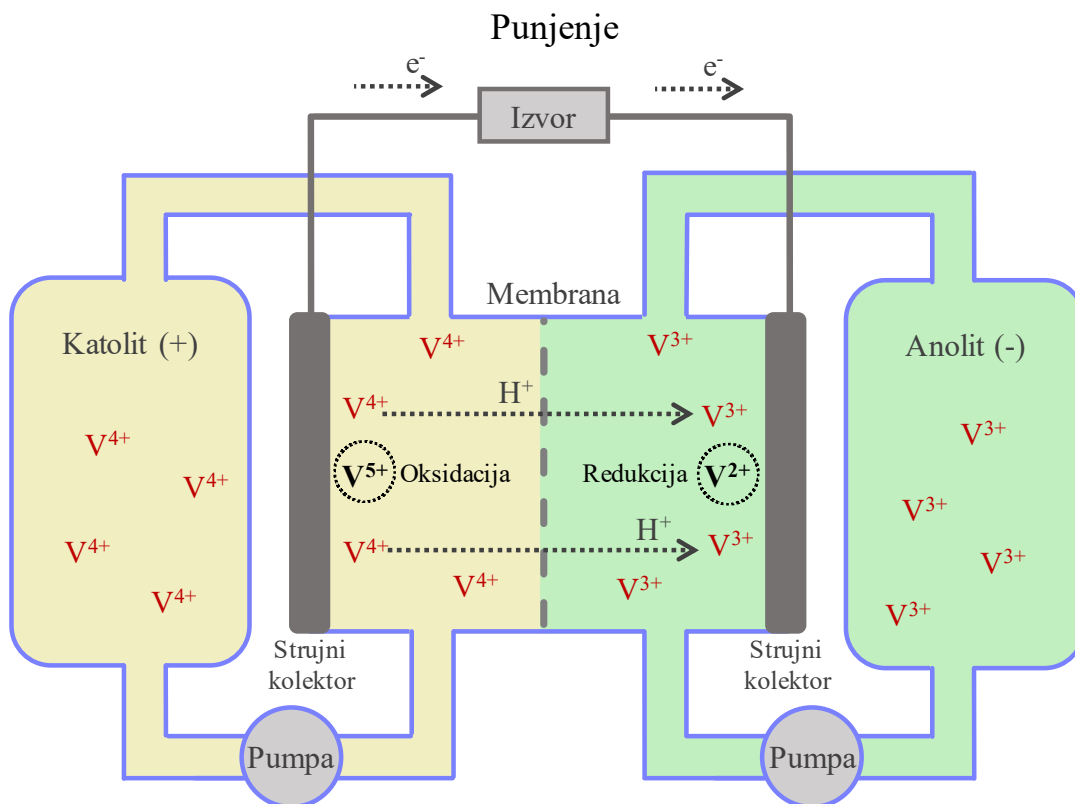 Punjenje
e⁻
e⁻
Izvor
Membrana
Katolit (+)
V⁴⁺
V³⁺
Anolit (-)
H⁺
V⁴⁺
V³⁺
V⁴⁺
V³⁺
V⁴⁺
V⁵⁺ Oksidacija
Redukcija V²⁺
V³⁺
V⁴⁺
V⁴⁺
H⁺
V³⁺
V³⁺
V⁴⁺
V⁴⁺
V³⁺
V³⁺
Strujni
kolektor
Strujni
kolektor
Pumpa
Pumpa